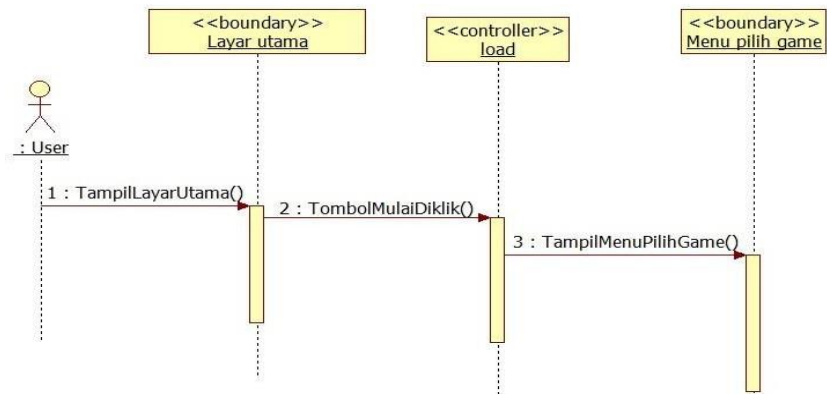 <<boundary>>
Layar utama
<<controller>>
load
<<boundary>>
Menu pilih game
: User
1 : TampilLayarUtama()
2 : TombolMulaiDiklik()
3 : TampilMenuPilihGame()